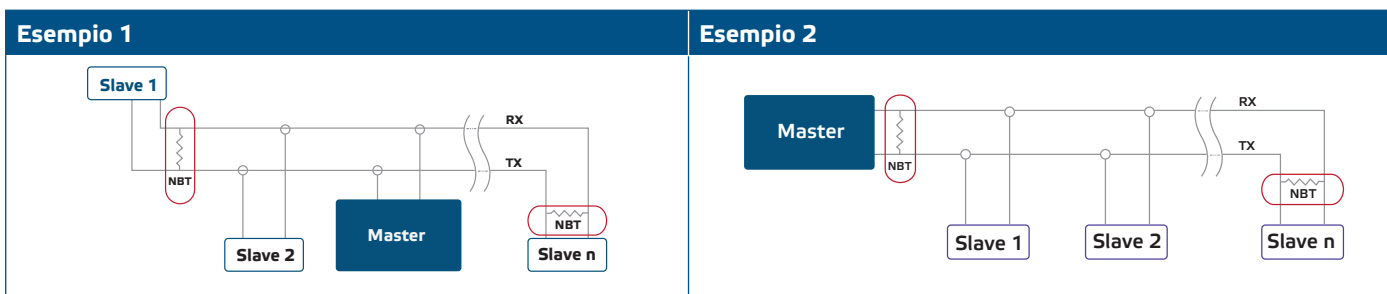 Esempio 1
Slave 1
RX
TX
NBT
NBT
Master
Slave 2
Slave n
Esempio 2
Master
RX
TX
NBT
NBT
Slave 1
Slave 2
Slave n